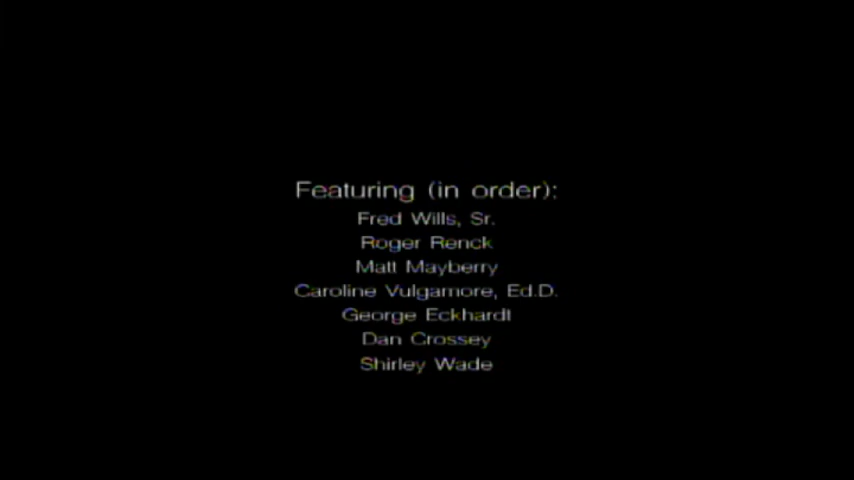 Featuring (in order):
Fred Wills, Sr.
Roger Renck
Matt Mayberry
Caroline Vulgamore, Ed.D.
George Eckhardt
Dan Crossey
Shirley Wade